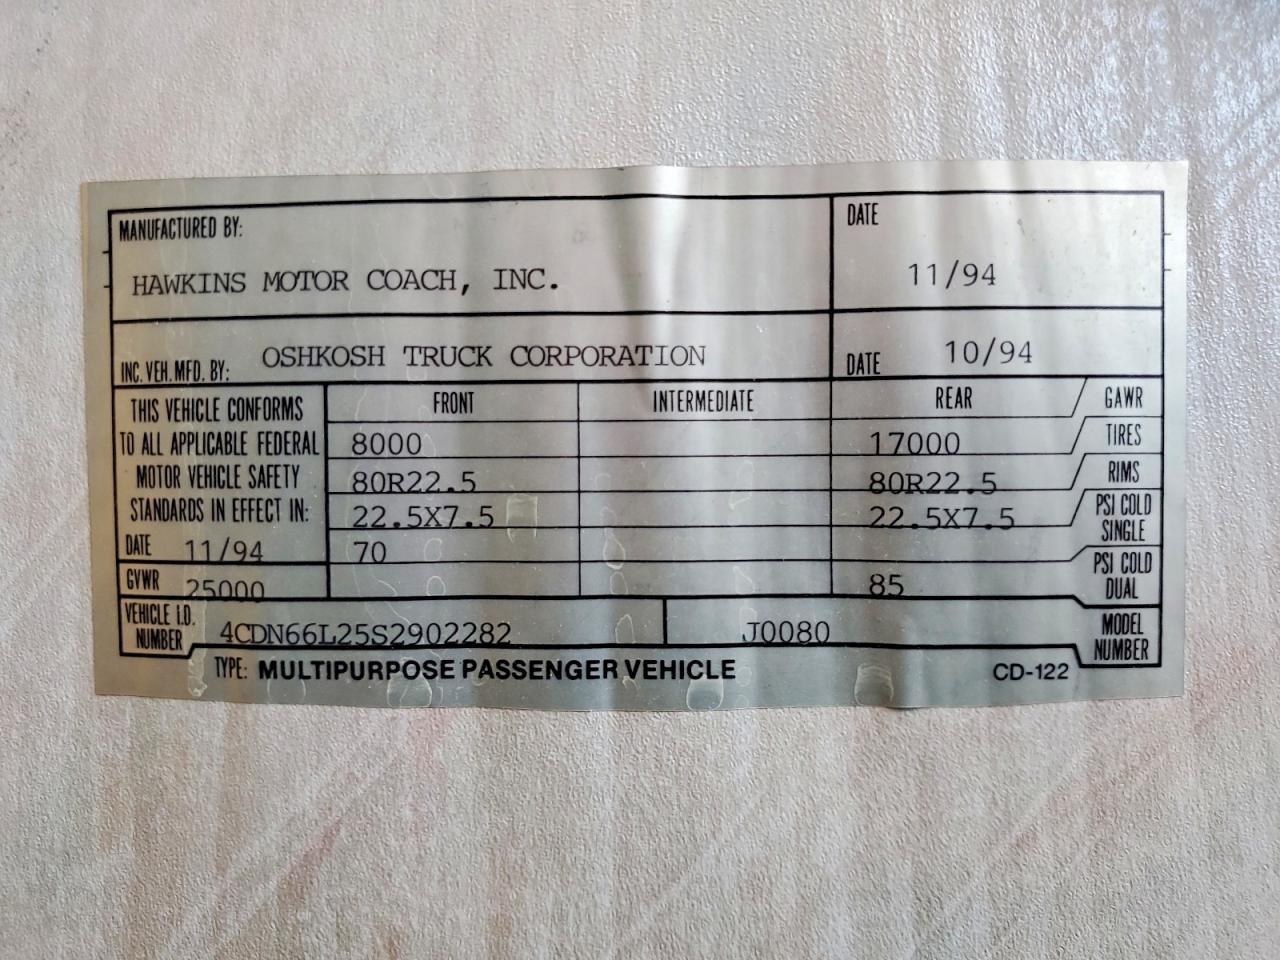 MANUFACTURED BY: DATE
HAWKINS MOTOR COACH, INC. 11/94
INC. VEH. MFD. BY: OSHKOSH TRUCK CORPORATION DATE 10/94
THIS VEHICLE CONFORMS
TO ALL APPLICABLE FEDERAL
MOTOR VEHICLE SAFETY
STANDARDS IN EFFECT IN:
DATE 11/94
GVWR 25000
FRONT INTERMEDIATE REAR GAWR
8000 17000 TIRES
80R22.5 80R22.5 RIMS
22.5X7.5 22.5X7.5 PSI COLD SINGLE
70 PSI COLD DUAL
85
VEHICLE I.D. NUMBER 4CDN66L25S2902282 J0080 MODEL NUMBER
TYPE: MULTIPURPOSE PASSENGER VEHICLE CD-122